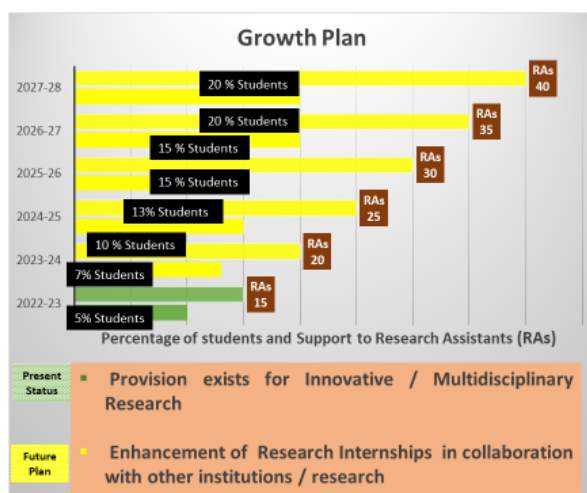 Growth Plan
2027-28
20 % Students
RAs
40
2026-27
20 % Students
RAs
35
15 % Students
2025-26
15 % Students
RAs
30
2024-25
13% Students
RAs
25
10 % Students
2023-24
RAs
20
7% Students
2022-23
RAs
15
5% Students
Percentage of students and Support to Research Assistants (RAs)
Present
Status
▪ Provision exists for Innovative / Multidisciplinary
Research
Future
Plan
▪ Enhancement of Research Internships in collaboration
with other institutions / research